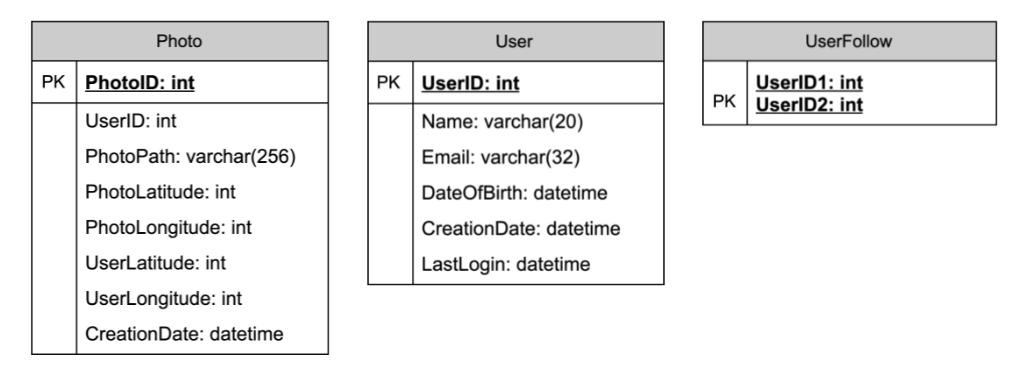 Photo
PK PhotoID: int
UserID: int
PhotoPath: varchar(256)
PhotoLatitude: int
PhotoLongitude: int
UserLatitude: int
UserLongitude: int
CreationDate: datetime
User
PK UserID: int
Name: varchar(20)
Email: varchar(32)
DateOfBirth: datetime
CreationDate: datetime
LastLogin: datetime
UserFollow
PK
UserID1: int
UserID2: int